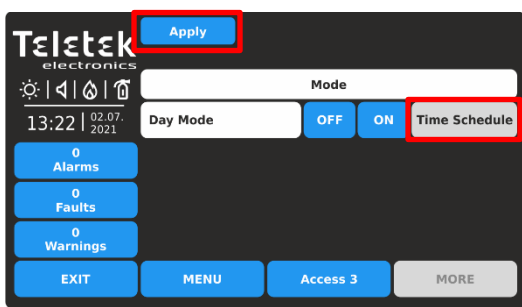 Teletek
electronics
Apply
Mode
13:22 02.07.
2021
Day Mode
OFF
ON
Time Schedule
0
Alarms
0
Faults
0
Warnings
EXIT
MENU
Access 3
MORE